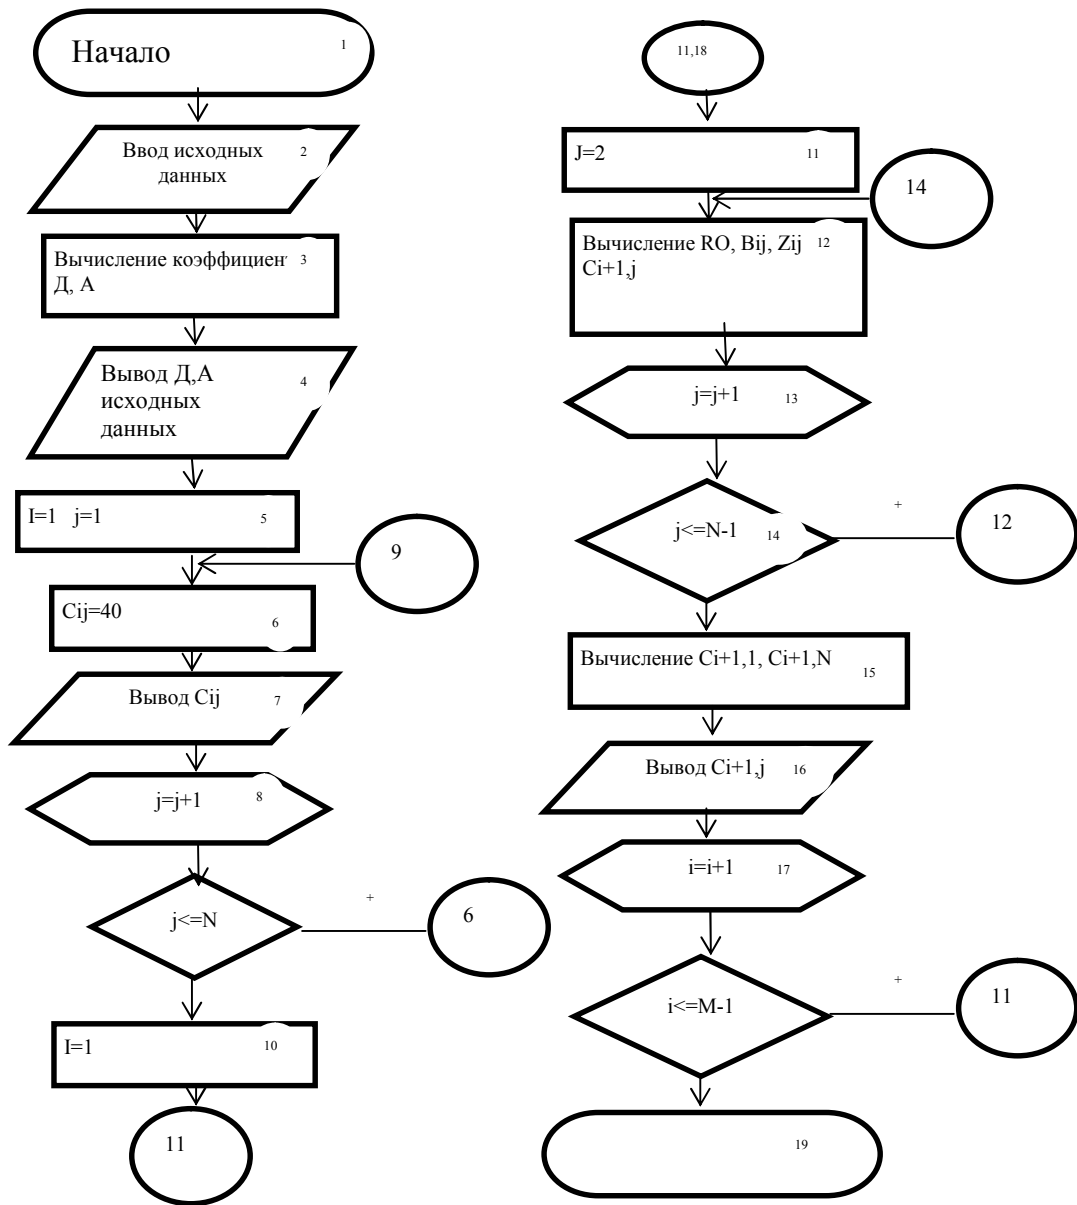 Начало 1
Ввод исходных 2
данных
Вычисление коэффициен 3
Д, А
Вывод Д,А 4
исходных
данных
I=1 j=1 5
9
Cij=40 6
Вывод Cij 7
j=j+1 8
j<=N
+
6
I=1 10
11
11,18
J=2 11
14
Вычисление RO, Bij, Zij 12
Ci+1,j
j=j+1 13
j<=N-1 14
+
12
Вычисление Ci+1,1, Ci+1,N 15
Вывод Ci+1,j 16
i=i+1 17
i<=M-1
+
11
19